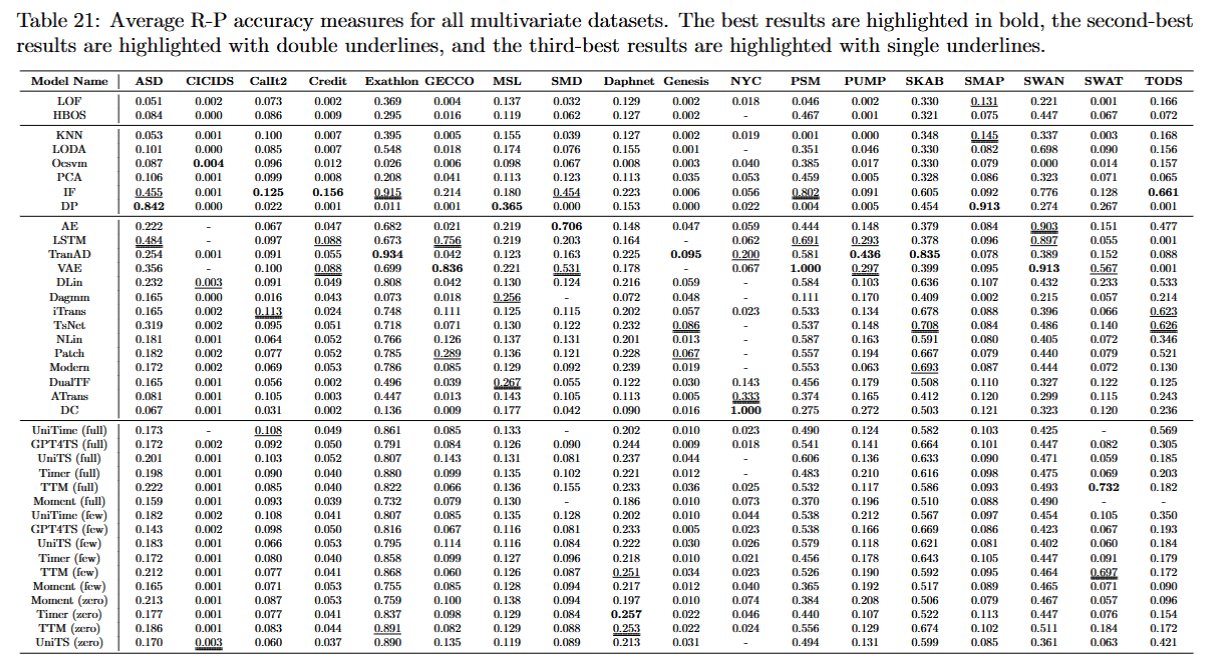 Table 21: Average R-P accuracy measures for all multivariate datasets. The best results are highlighted in bold, the second-best
results are highlighted with double underlines, and the third-best results are highlighted with single underlines.
Model Name ASD CICIDS CalIt2 Credit Exathlon GECCO MSL SMD Daphnet Genesis NYC PSM PUMP SKAB SMAP SWAN SWAT TODS
LOF 0.051 0.002 0.073 0.002 0.369 0.004 0.137 0.032 0.129 0.002 0.018 0.046 0.002 0.330 0.131 0.221 0.001 0.166
HBOS 0.084 0.000 0.086 0.009 0.295 0.016 0.119 0.062 0.127 0.002 - 0.467 0.001 0.321 0.075 0.447 0.067 0.072
KNN 0.053 0.001 0.100 0.007 0.395 0.005 0.155 0.039 0.127 0.002 0.019 0.001 0.000 0.348 0.145 0.337 0.003 0.168
LODA 0.101 0.000 0.085 0.007 0.548 0.018 0.174 0.076 0.155 0.001 - 0.351 0.046 0.330 0.082 0.698 0.090 0.156
Ocsvm 0.087 0.004 0.096 0.012 0.026 0.006 0.098 0.067 0.008 0.003 0.040 0.385 0.017 0.330 0.079 0.000 0.014 0.157
PCA 0.106 0.001 0.099 0.008 0.208 0.041 0.113 0.123 0.113 0.035 0.053 0.459 0.005 0.328 0.086 0.323 0.071 0.065
IF 0.455 0.001 0.125 0.156 0.915 0.214 0.180 0.454 0.223 0.006 0.056 0.802 0.091 0.605 0.092 0.776 0.128 0.661
DP 0.842 0.000 0.022 0.001 0.011 0.001 0.365 0.000 0.153 0.000 0.022 0.004 0.005 0.454 0.913 0.274 0.267 0.001
AE 0.222 - 0.067 0.047 0.682 0.021 0.219 0.706 0.148 0.047 0.059 0.444 0.148 0.379 0.084 0.903 0.151 0.477
LSTM 0.484 - 0.097 0.088 0.673 0.756 0.219 0.203 0.164 - 0.062 0.691 0.293 0.378 0.096 0.897 0.055 0.001
TranAD 0.254 0.001 0.091 0.055 0.934 0.042 0.123 0.163 0.225 0.095 0.200 0.581 0.436 0.835 0.078 0.389 0.152 0.088
VAE 0.356 - 0.100 0.088 0.699 0.836 0.221 0.531 0.178 - 0.067 1.000 0.297 0.399 0.095 0.913 0.567 0.001
DLin 0.232 0.003 0.091 0.049 0.808 0.042 0.130 0.124 0.216 0.059 - 0.584 0.103 0.636 0.107 0.432 0.233 0.533
Dagmm 0.165 0.000 0.016 0.043 0.073 0.018 0.256 - 0.072 0.048 - 0.111 0.170 0.409 0.002 0.215 0.057 0.214
iTrans 0.165 0.002 0.113 0.024 0.748 0.111 0.125 0.115 0.202 0.057 0.023 0.533 0.134 0.678 0.088 0.396 0.066 0.623
TsNet 0.319 0.002 0.095 0.051 0.718 0.071 0.130 0.122 0.232 0.086 - 0.537 0.148 0.708 0.084 0.486 0.140 0.626
NLin 0.181 0.001 0.064 0.052 0.766 0.126 0.137 0.131 0.201 0.013 - 0.587 0.163 0.591 0.080 0.405 0.072 0.346
Patch 0.182 0.002 0.077 0.052 0.785 0.289 0.136 0.121 0.228 0.067 - 0.557 0.194 0.667 0.079 0.440 0.079 0.521
Modern 0.172 0.002 0.069 0.053 0.786 0.085 0.129 0.092 0.239 0.019 - 0.553 0.063 0.693 0.087 0.444 0.072 0.130
DualTF 0.165 0.001 0.056 0.002 0.496 0.039 0.267 0.055 0.122 0.030 0.143 0.456 0.179 0.508 0.110 0.327 0.122 0.125
ATrans 0.081 0.001 0.105 0.003 0.447 0.013 0.143 0.105 0.113 0.005 0.333 0.374 0.165 0.412 0.120 0.299 0.115 0.243
DC 0.067 0.001 0.031 0.002 0.136 0.009 0.177 0.042 0.090 0.016 1.000 0.275 0.272 0.503 0.121 0.323 0.120 0.236
UniTime (full) 0.173 - 0.108 0.049 0.861 0.085 0.133 - 0.202 0.010 0.023 0.490 0.124 0.582 0.103 0.425 - 0.569
GPT4TS (full) 0.172 0.002 0.092 0.050 0.791 0.084 0.126 0.090 0.244 0.009 0.018 0.541 0.141 0.664 0.101 0.447 0.082 0.305
UniTS (full) 0.201 0.001 0.103 0.052 0.807 0.143 0.131 0.081 0.237 0.044 - 0.606 0.136 0.633 0.090 0.471 0.059 0.185
Timer (full) 0.198 0.001 0.090 0.040 0.880 0.099 0.135 0.102 0.221 0.012 - 0.483 0.210 0.616 0.098 0.475 0.069 0.203
TTM (full) 0.222 0.001 0.085 0.040 0.822 0.066 0.136 0.155 0.233 0.036 0.025 0.532 0.117 0.586 0.093 0.493 0.732 0.182
Moment (full) 0.159 0.001 0.093 0.039 0.732 0.079 0.130 - 0.186 0.010 0.073 0.370 0.196 0.510 0.088 0.490 - -
UniTime (few) 0.182 0.002 0.108 0.041 0.807 0.085 0.135 0.128 0.202 0.010 0.044 0.538 0.212 0.567 0.097 0.454 0.105 0.350
GPT4TS (few) 0.143 0.002 0.098 0.050 0.816 0.067 0.116 0.081 0.233 0.005 0.023 0.538 0.166 0.669 0.086 0.423 0.067 0.193
UniTS (few) 0.183 0.001 0.066 0.053 0.795 0.114 0.116 0.084 0.222 0.030 0.026 0.579 0.118 0.621 0.081 0.402 0.060 0.184
Timer (few) 0.172 0.001 0.080 0.040 0.858 0.099 0.127 0.096 0.218 0.010 0.021 0.456 0.178 0.643 0.105 0.447 0.091 0.179
TTM (few) 0.212 0.001 0.077 0.041 0.868 0.060 0.126 0.087 0.251 0.034 0.023 0.526 0.190 0.592 0.095 0.464 0.697 0.172
Moment (few) 0.165 0.001 0.071 0.053 0.755 0.085 0.128 0.094 0.217 0.012 0.040 0.365 0.192 0.517 0.089 0.465 0.071 0.090
Moment (zero) 0.213 0.001 0.087 0.053 0.759 0.100 0.138 0.094 0.197 0.010 0.074 0.384 0.208 0.506 0.079 0.467 0.057 0.096
Timer (zero) 0.177 0.001 0.077 0.041 0.837 0.098 0.129 0.084 0.257 0.022 0.046 0.440 0.107 0.522 0.113 0.447 0.076 0.154
TTM (zero) 0.186 0.001 0.083 0.044 0.891 0.082 0.129 0.088 0.253 0.022 0.024 0.556 0.129 0.674 0.102 0.511 0.184 0.172
UniTS (zero) 0.170 0.003 0.060 0.037 0.890 0.135 0.119 0.089 0.213 0.031 - 0.494 0.131 0.599 0.085 0.361 0.063 0.421